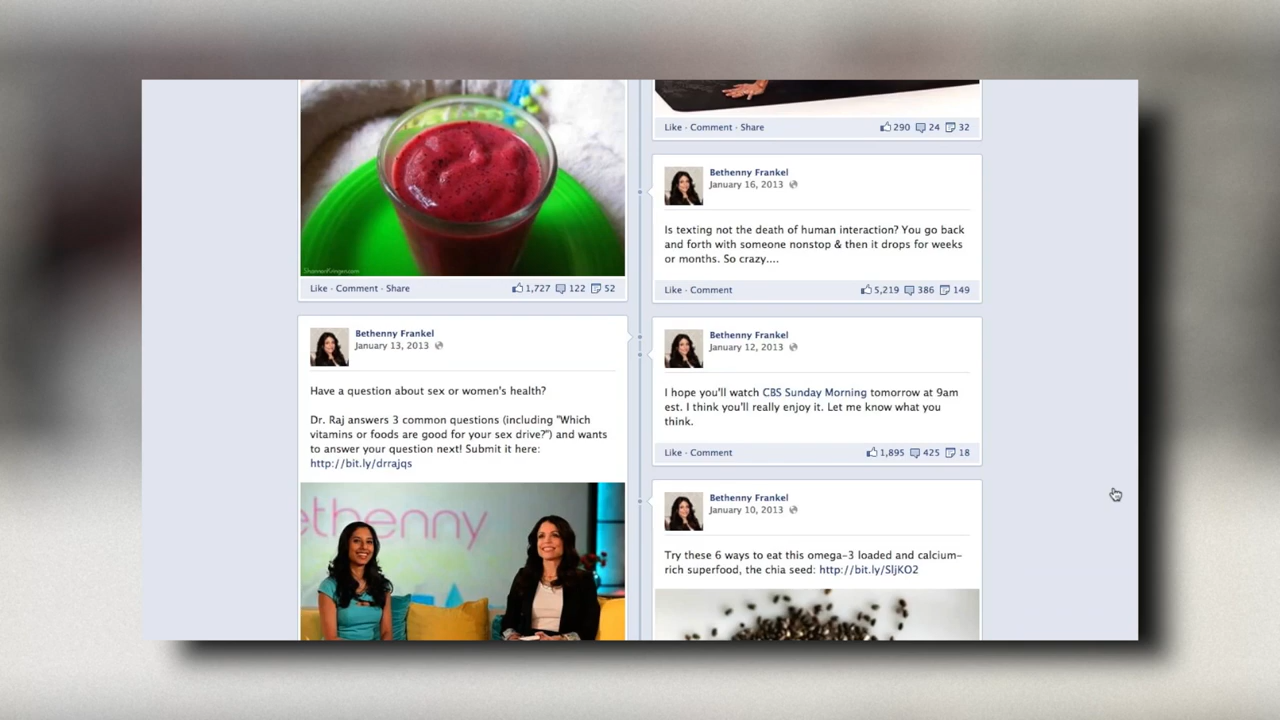 ShannonKringen.com
Like · Comment · Share 1,727 122 52
Bethenny Frankel
January 13, 2013
Have a question about sex or women's health?
Dr. Raj answers 3 common questions (including "Which
vitamins or foods are good for your sex drive?") and wants
to answer your question next! Submit it here:
http://bit.ly/drrajqs
ethenny
Like · Comment · Share 290 24 32
Bethenny Frankel
January 16, 2013
Is texting not the death of human interaction? You go back
and forth with someone nonstop & then it drops for weeks
or months. So crazy....
Like · Comment 5,219 386 149
Bethenny Frankel
January 12, 2013
I hope you'll watch CBS Sunday Morning tomorrow at 9am
est. I think you'll really enjoy it. Let me know what you
think.
Like · Comment 1,895 425 18
Bethenny Frankel
January 10, 2013
Try these 6 ways to eat this omega-3 loaded and calcium-
rich superfood, the chia seed: http://bit.ly/SljKO2